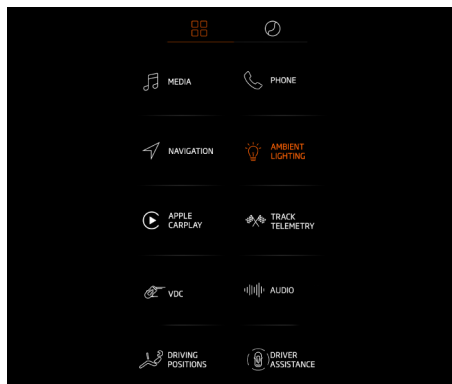 MEDIA
PHONE
NAVIGATION
AMBIENT
LIGHTING
APPLE
CARPLAY
TRACK
TELEMETRY
VDC
AUDIO
DRIVING
POSITIONS
DRIVER
ASSISTANCE